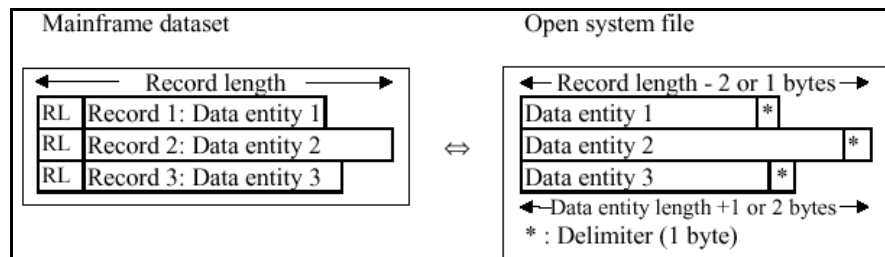 Mainframe dataset
Open system file
Record length
RL Record 1: Data entity 1
RL Record 2: Data entity 2
RL Record 3: Data entity 3
⇔
Record length - 2 or 1 bytes
Data entity 1 *
Data entity 2 *
Data entity 3 *
Data entity length +1 or 2 bytes
* : Delimiter (1 byte)